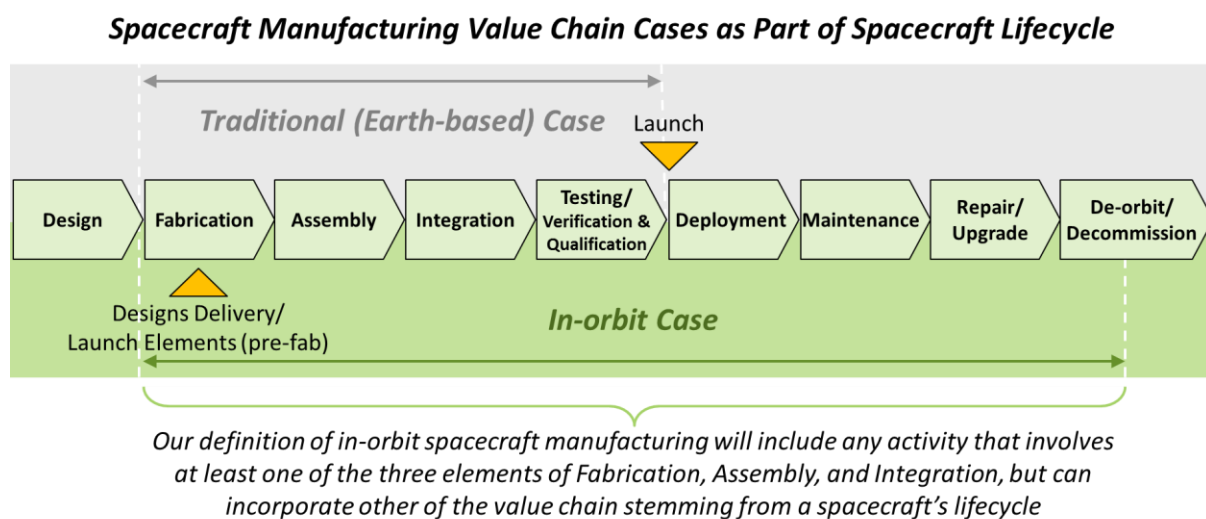 Spacecraft Manufacturing Value Chain Cases as Part of Spacecraft Lifecycle
Traditional (Earth-based) Case
Launch
Design
Fabrication
Assembly
Integration
Testing/
Verification &
Qualification
Deployment
Maintenance
Repair/
Upgrade
De-orbit/
Decommission
Designs Delivery/
Launch Elements (pre-fab)
In-orbit Case
Our definition of in-orbit spacecraft manufacturing will include any activity that involves
at least one of the three elements of Fabrication, Assembly, and Integration, but can
incorporate other of the value chain stemming from a spacecraft's lifecycle